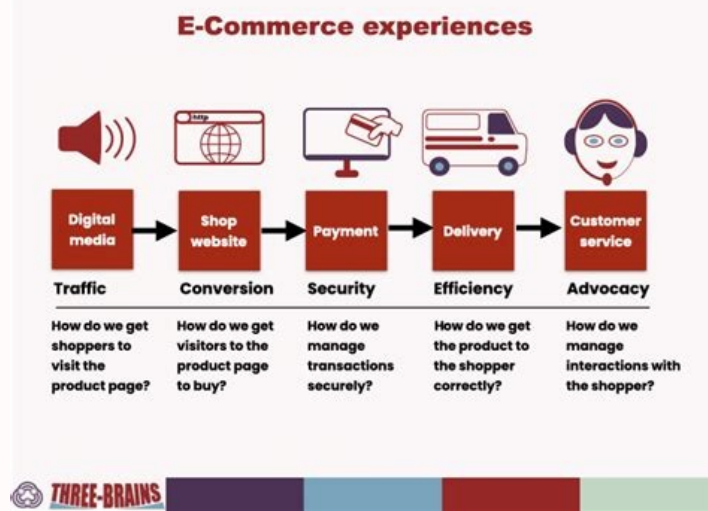 E-Commerce experiences
http
Digital
media
Shop
website
Payment
Delivery
Customer
service
Traffic
Conversion
Security
Efficiency
Advocacy
How do we get
shoppers to
visit the
product page?
How do we get
visitors to the
product page
to buy?
How do we
manage
transactions
securely?
How do we get
the product to
the shopper
correctly?
How do we
manage
interactions with
the shopper?
THREE-BRAINS